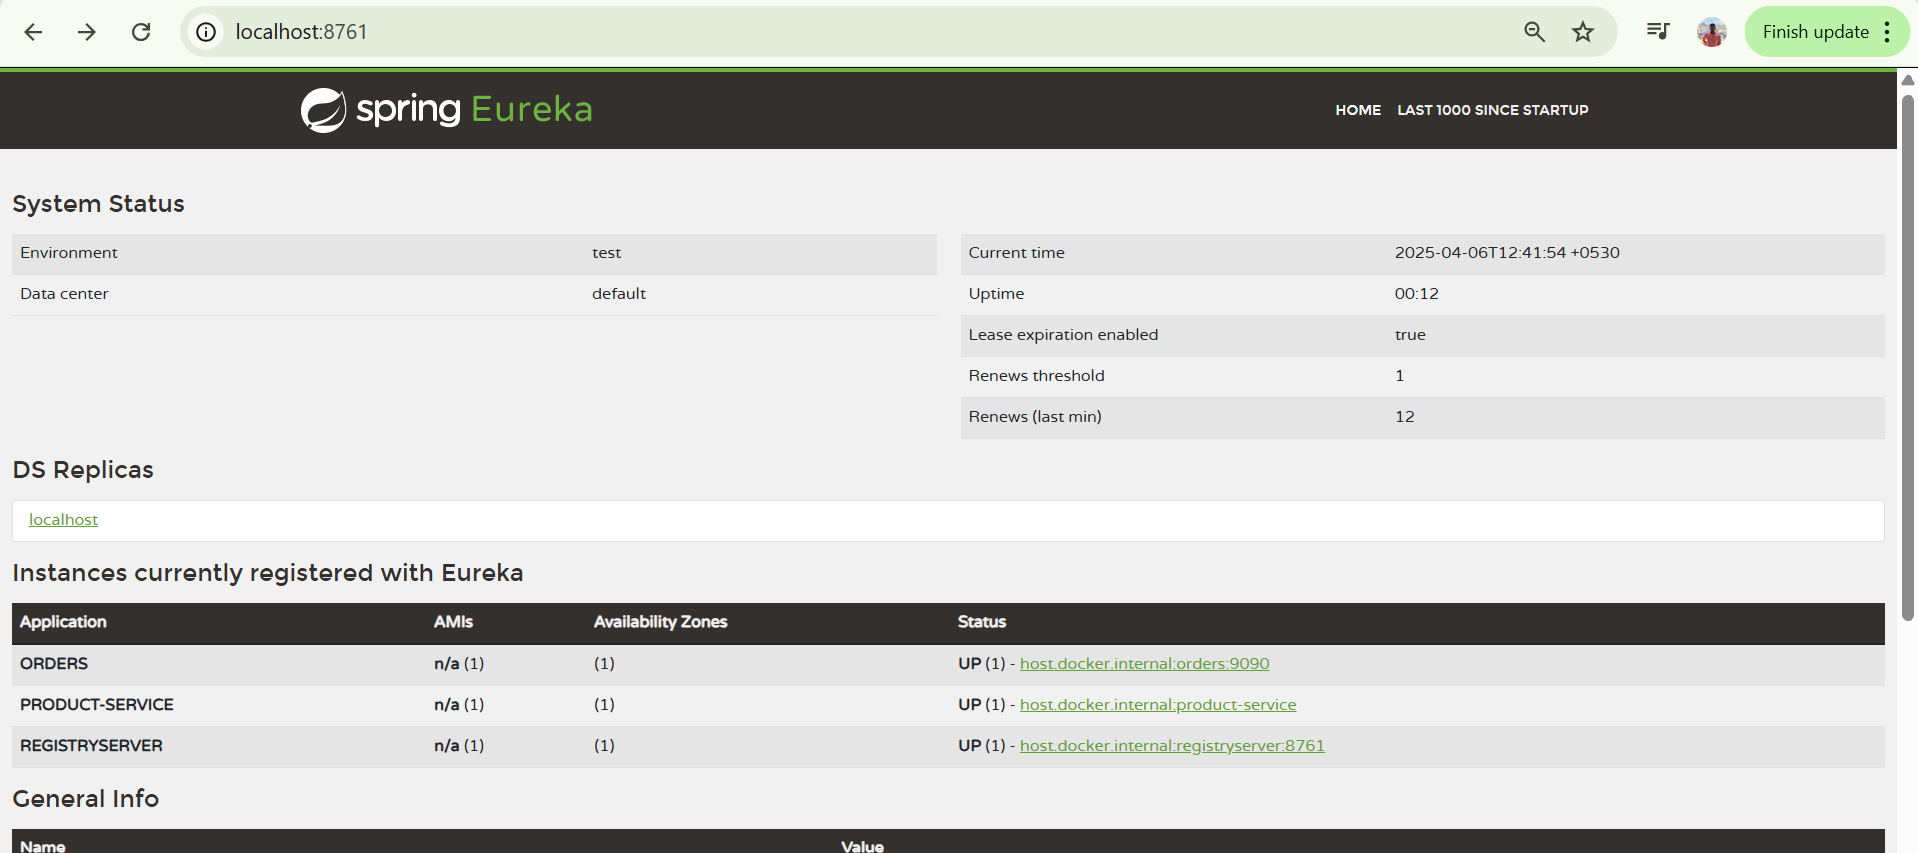 localhost:8761
Finish update
spring Eureka
HOME LAST 1000 SINCE STARTUP
System Status
Environment test
Data center default
Current time 2025-04-06T12:41:54 +0530
Uptime 00:12
Lease expiration enabled true
Renews threshold 1
Renews (last min) 12
DS Replicas
localhost
Instances currently registered with Eureka
Application AMIs Availability Zones Status
ORDERS n/a (1) (1) UP (1) - host.docker.internal:orders:9090
PRODUCT-SERVICE n/a (1) (1) UP (1) - host.docker.internal:product-service
REGISTRYSERVER n/a (1) (1) UP (1) - host.docker.internal:registryserver:8761
General Info
Name Value